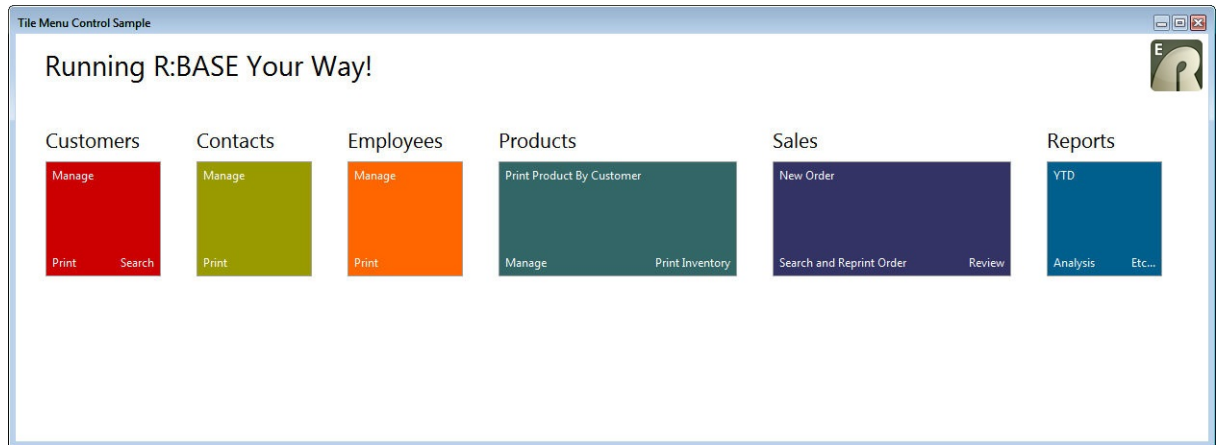 Tile Menu Control Sample
Running R:BASE Your Way!
E
R
Customers
Contacts
Employees
Products
Sales
Reports
Manage
Manage
Manage
Print Product By Customer
New Order
YTD
Print
Search
Print
Print
Manage
Print Inventory
Search and Reprint Order
Review
Analysis
Etc...